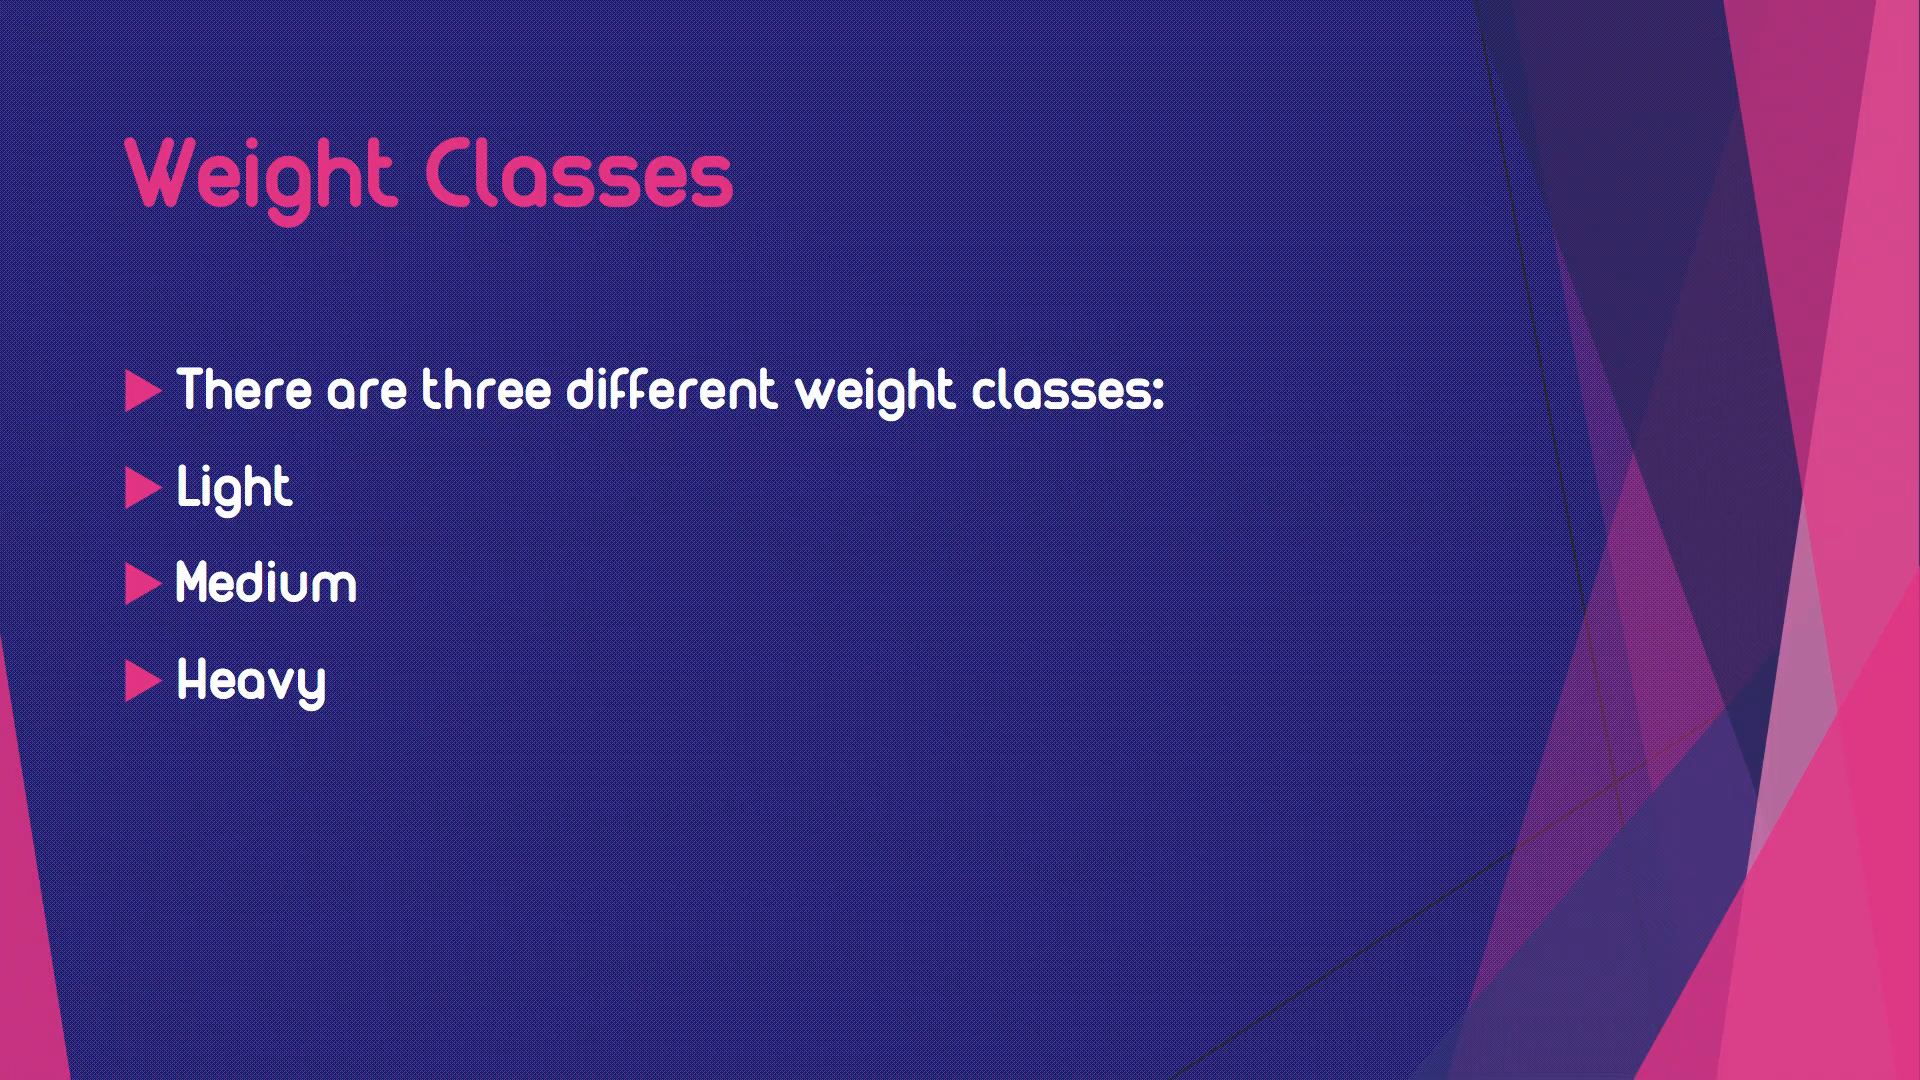 Weight Classes
There are three different weight classes:
Light
Medium
Heavy